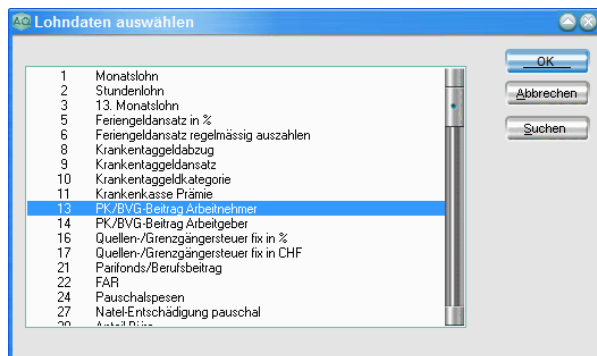 AQ Lohndaten auswählen
1 Monatslohn
2 Stundenlohn
3 13. Monatslohn
5 Feriengeldansatz in %
6 Feriengeldansatz regelmässig auszahlen
8 Krankentaggeldabzug
9 Krankentaggeldansatz
10 Krankentaggeldkategorie
11 Krankenkasse Prämie
13 PK/BVG-Beitrag Arbeitnehmer
14 PK/BVG-Beitrag Arbeitgeber
16 Quellen-/Grenzgängersteuer fix in %
17 Quellen-/Grenzgängersteuer fix in CHF
21 Parifonds/Berufsbeitrag
22 FAR
24 Pauschalspesen
27 Natel-Entschädigung pauschal
OK
Abbrechen
Suchen